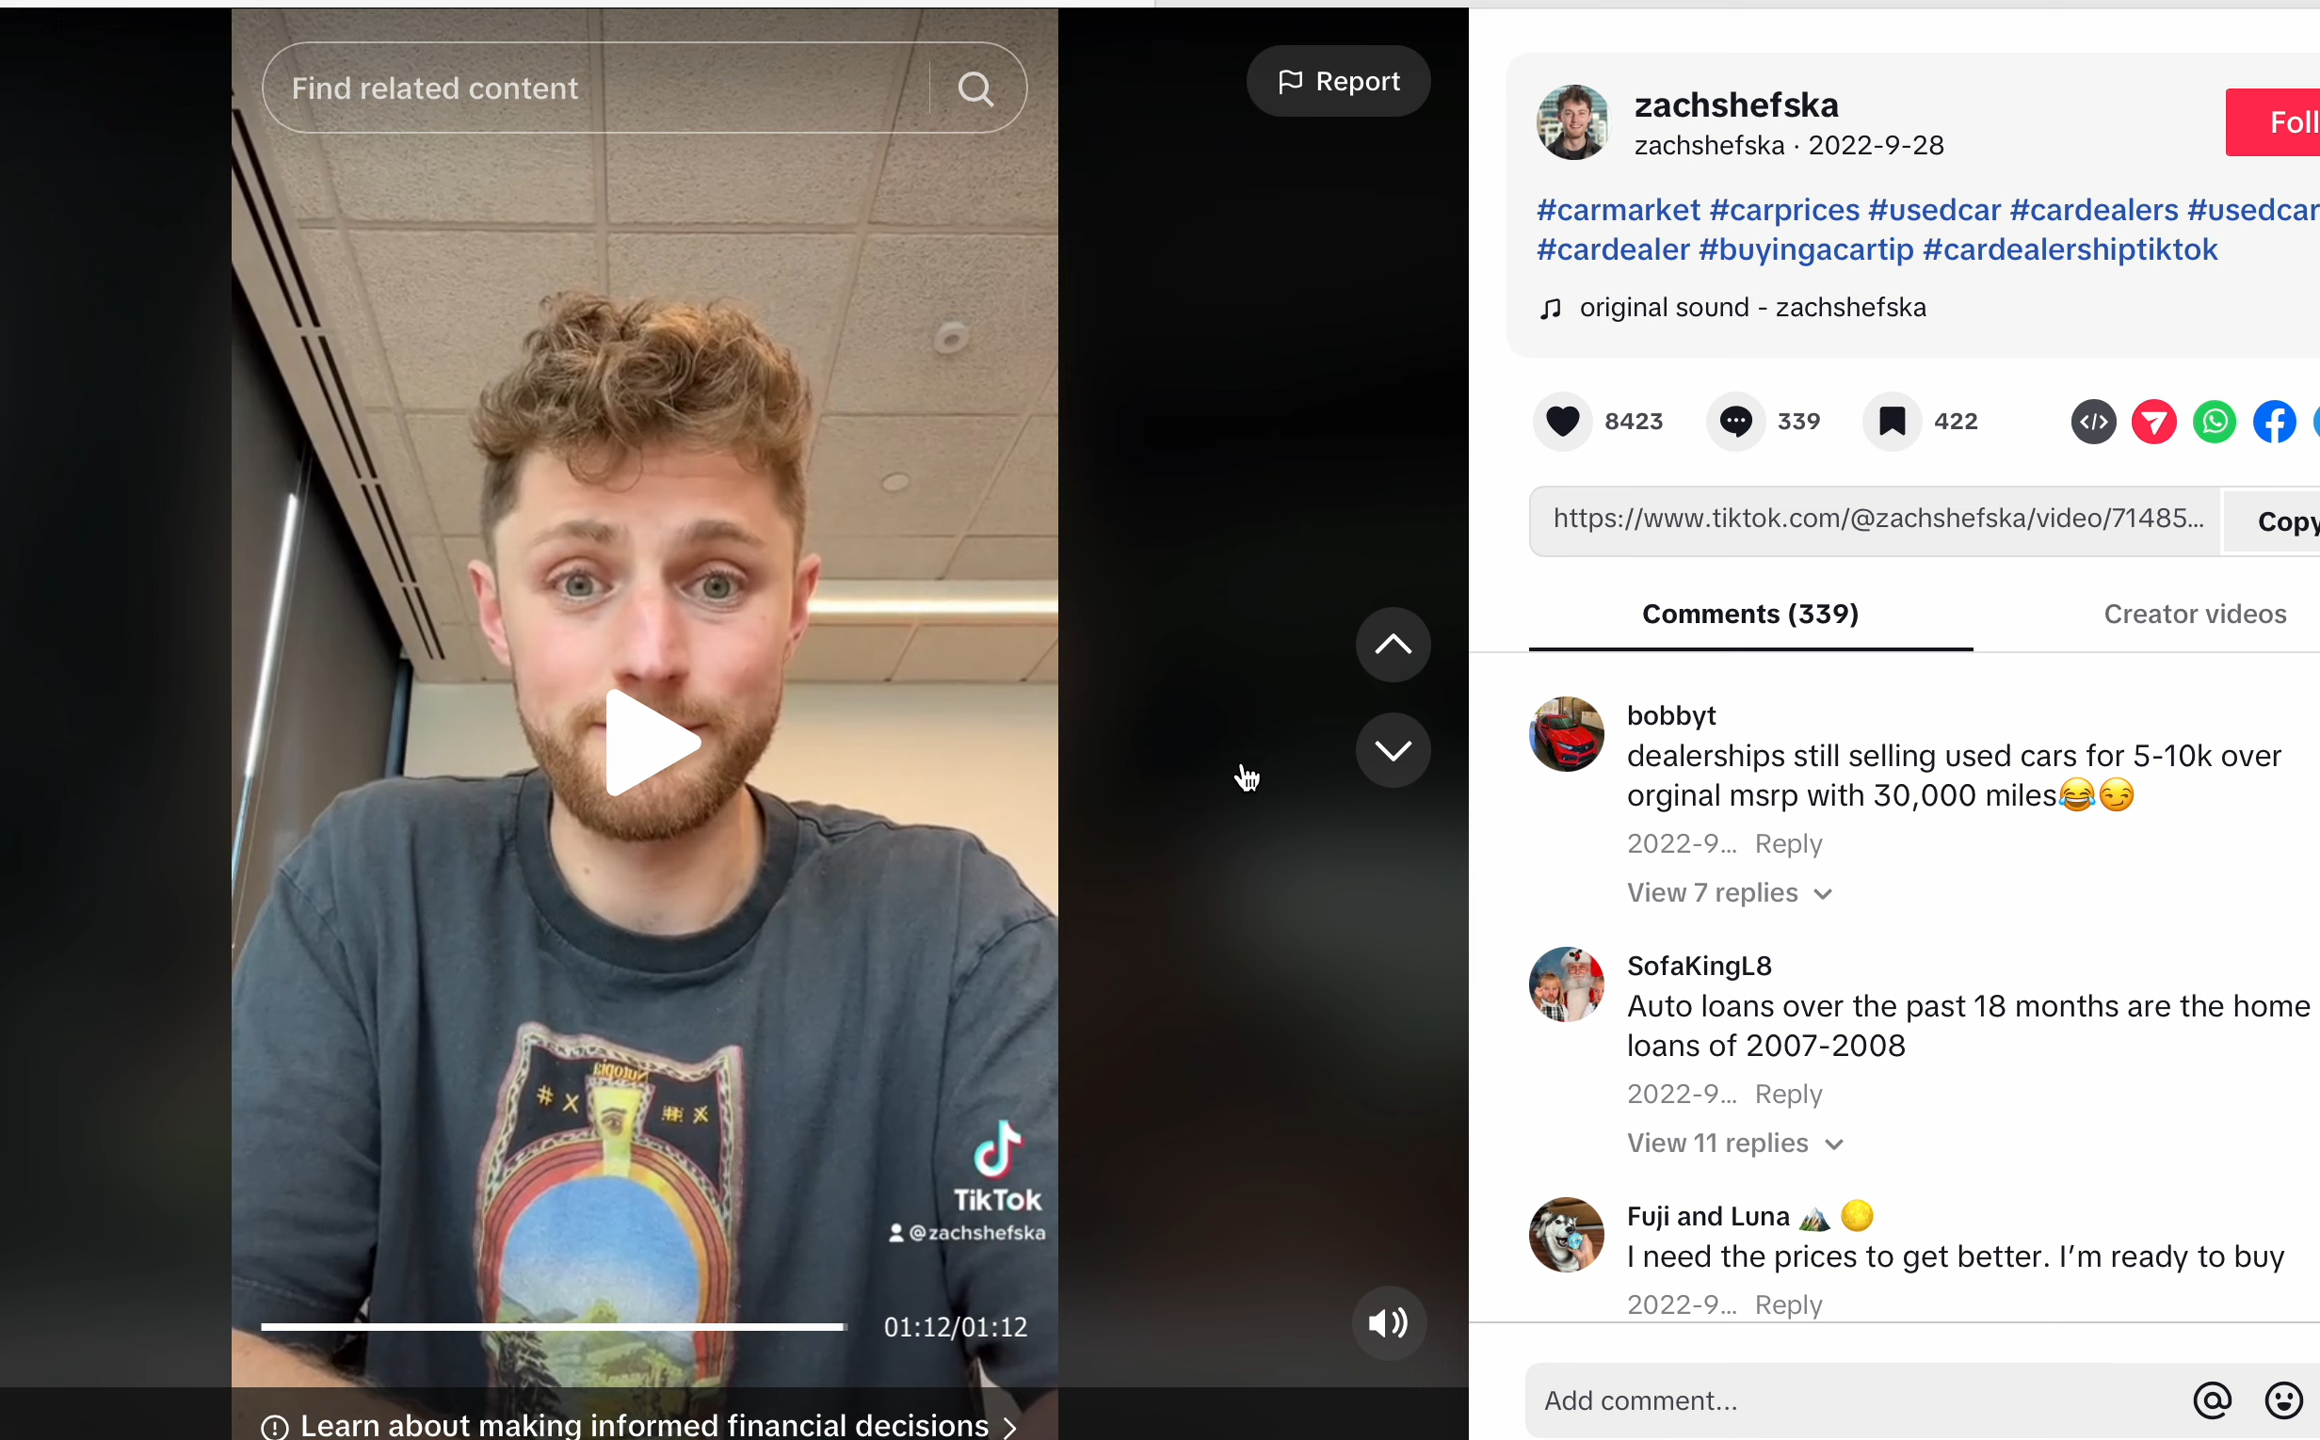 Find related content
Report
TikTok
@zachshefska
01:12/01:12
Learn about making informed financial decisions
zachshefska
zachshefska · 2022-9-28
#carmarket #carprices #usedcar #cardealers #usedcar
#cardealer #buyingacartip #cardealershiptiktok
original sound - zachshefska
8423
339
422
https://www.tiktok.com/@zachshefska/video/71485...
Copy
Comments (339)
Creator videos
bobbyt
dealerships still selling used cars for 5-10k over
orginal msrp with 30,000 miles😂😏
2022-9... Reply
View 7 replies
SofaKingL8
Auto loans over the past 18 months are the home
loans of 2007-2008
2022-9... Reply
View 11 replies
Fuji and Luna ⛰️ 🌕
I need the prices to get better. I’m ready to buy
2022-9... Reply
Add comment...